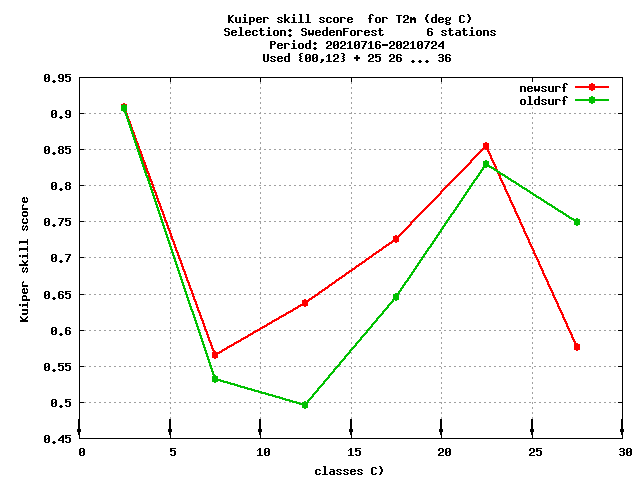 Kuiper skill score  for T2m (deg C)
Selection: SwedenForest      6 stations
Period: 20210716-20210724
Used {00,12} + 25 26 ... 36
newsurf
oldsurf
Kuiper skill score
0.95
0.9
0.85
0.8
0.75
0.7
0.65
0.6
0.55
0.5
0.45
0 5 10 15 20 25 30
classes C)